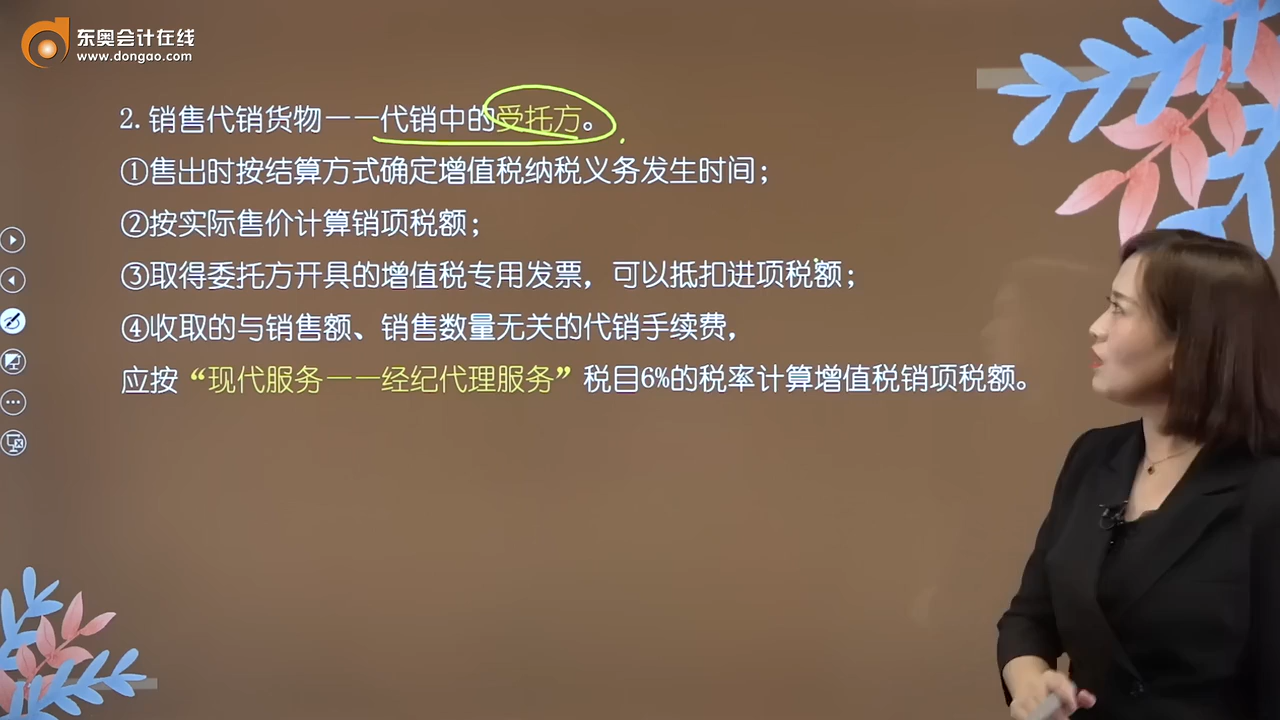 东奥会计在线
www.dongao.com
2.销售代销货物——代销中的受托方。
①售出时按结算方式确定增值税纳税义务发生时间；
②按实际售价计算销项税额；
③取得委托方开具的增值税专用发票，可以抵扣进项税额；
④收取的与销售额、销售数量无关的代销手续费，
应按“现代服务——经纪代理服务”税目6%的税率计算增值税销项税额。